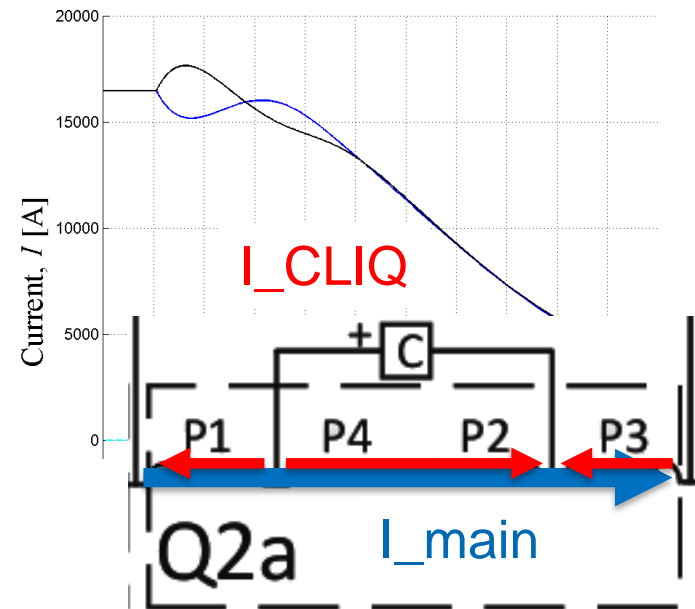 20000
15000
10000
5000
0
Current, I [A]
I_CLIQ
+ C
P1 P4 P2 P3
Q2a
I_main